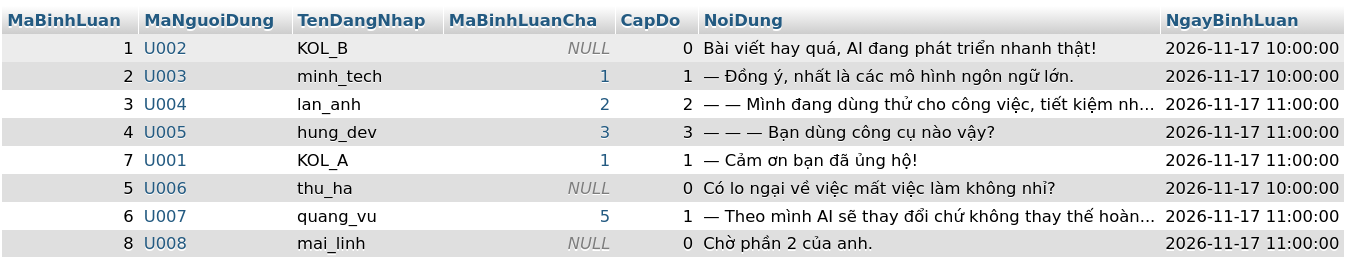 MaBinhLuan MaNguoiDung TenDangNhap MaBinhLuanCha CapDo NoiDung NgayBinhLuan
1 U002 KOL_B NULL 0 Bài viết hay quá, AI đang phát triển nhanh thật! 2026-11-17 10:00:00
2 U003 minh_tech 1 1 — Đồng ý, nhất là các mô hình ngôn ngữ lớn. 2026-11-17 10:00:00
3 U004 lan_anh 2 2 — — Mình đang dùng thử cho công việc, tiết kiệm nh... 2026-11-17 11:00:00
4 U005 hung_dev 3 3 — — — Bạn dùng công cụ nào vậy? 2026-11-17 11:00:00
7 U001 KOL_A 1 1 — Cảm ơn bạn đã ủng hộ! 2026-11-17 11:00:00
5 U006 thu_ha NULL 0 Có lo ngại về việc mất việc làm không nhỉ? 2026-11-17 10:00:00
6 U007 quang_vu 5 1 — Theo mình AI sẽ thay đổi chứ không thay thế hoàn... 2026-11-17 11:00:00
8 U008 mai_linh NULL 0 Chờ phần 2 của anh. 2026-11-17 11:00:00